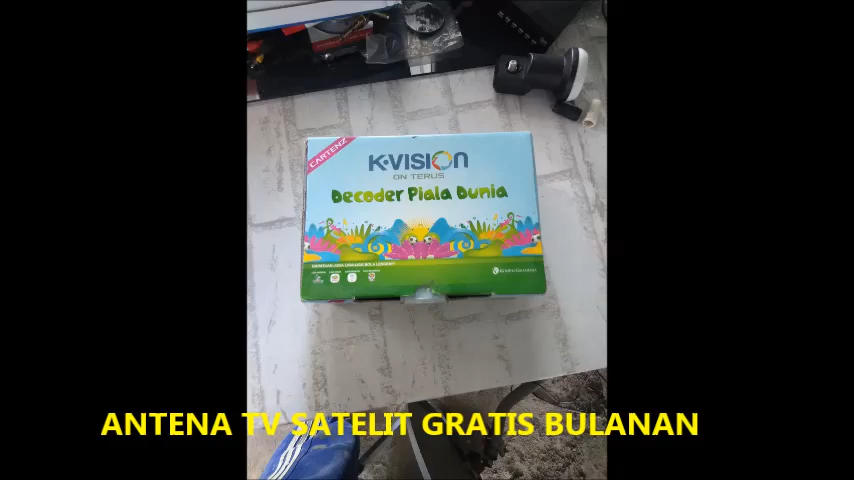 CARTENZ
K-VISION
ON TERUS
Decoder Piala Dunia
ANTENA TV SATELIT GRATIS BULANAN